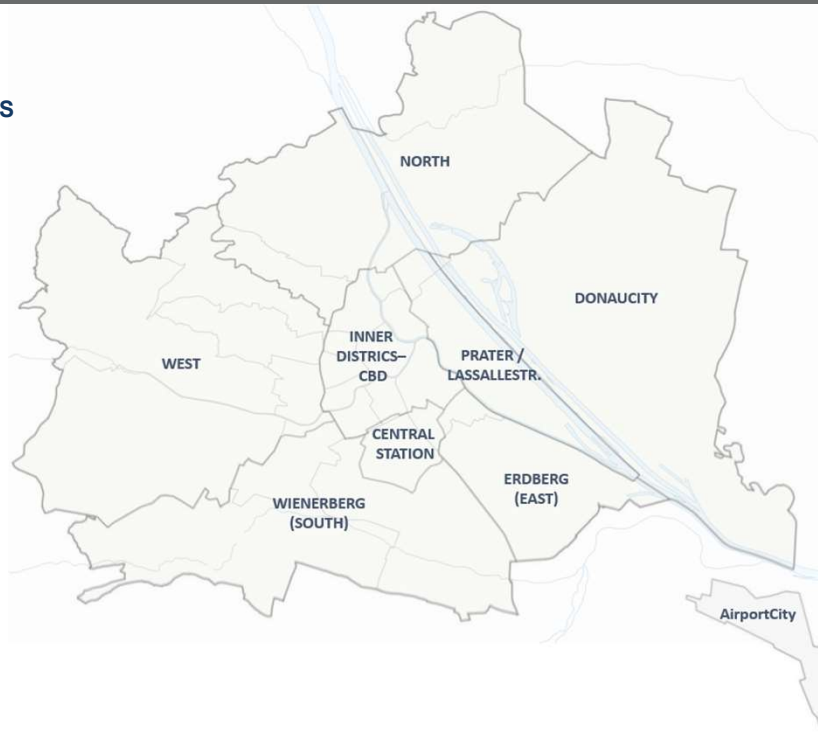 S
NORTH
DONAUCITY
INNER
DISTRICS–
CBD
PRATER /
LASSALLESTR.
WEST
CENTRAL
STATION
ERDBERG
(EAST)
WIENERBERG
(SOUTH)
AirportCity